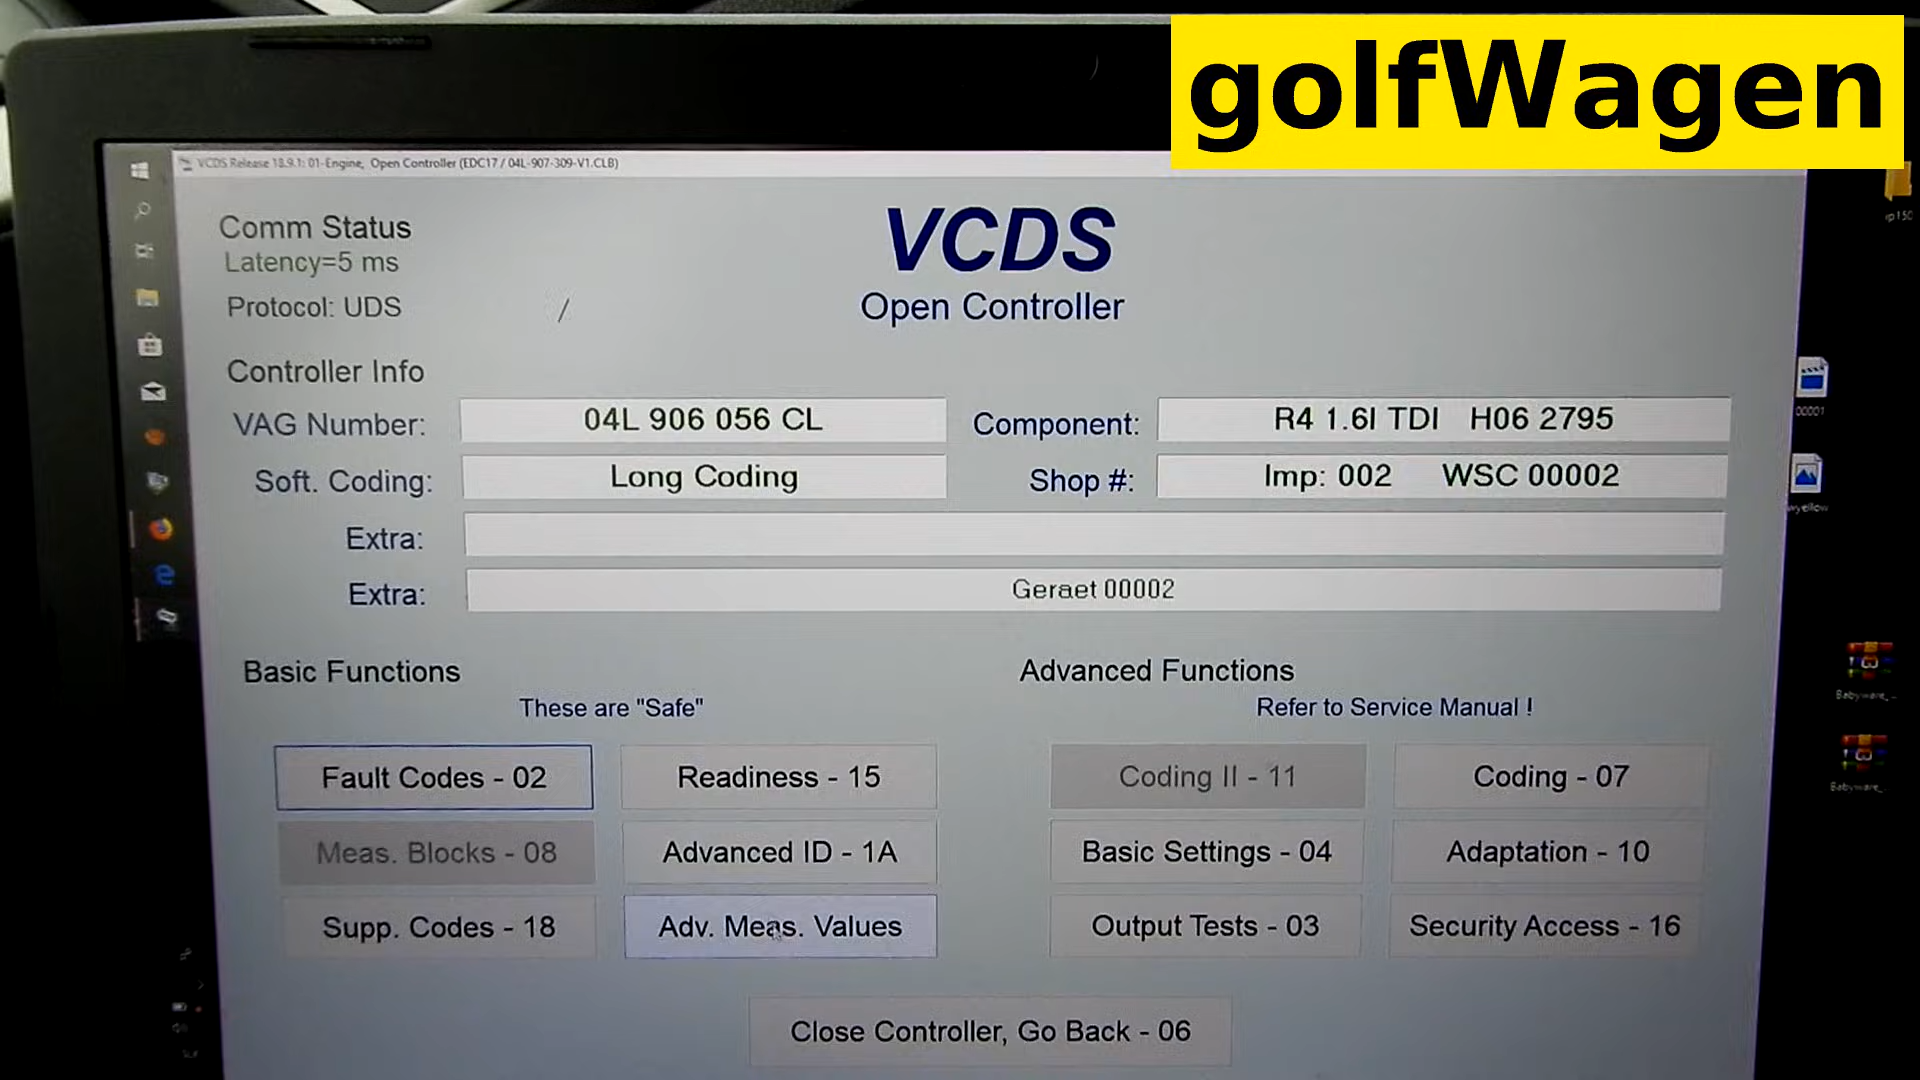 golfWagen
VCDS Release 18.9.1: 01-Engine, Open Controller (EDC17 / 04L-907-309-V1.CLB)
Comm Status
Latency=5 ms
Protocol: UDS
/
VCDS
Open Controller
Controller Info
VAG Number: 04L 906 056 CL Component: R4 1.6l TDI H06 2795
Soft. Coding: Long Coding Shop #: Imp: 002 WSC 00002
Extra:
Extra: Geraet 00002
Basic Functions
These are "Safe"
Advanced Functions
Refer to Service Manual !
Fault Codes - 02 Readiness - 15 Coding II - 11 Coding - 07
Meas. Blocks - 08 Advanced ID - 1A Basic Settings - 04 Adaptation - 10
Supp. Codes - 18 Adv. Meas. Values Output Tests - 03 Security Access - 16
Close Controller, Go Back - 06
00001
Babyware_